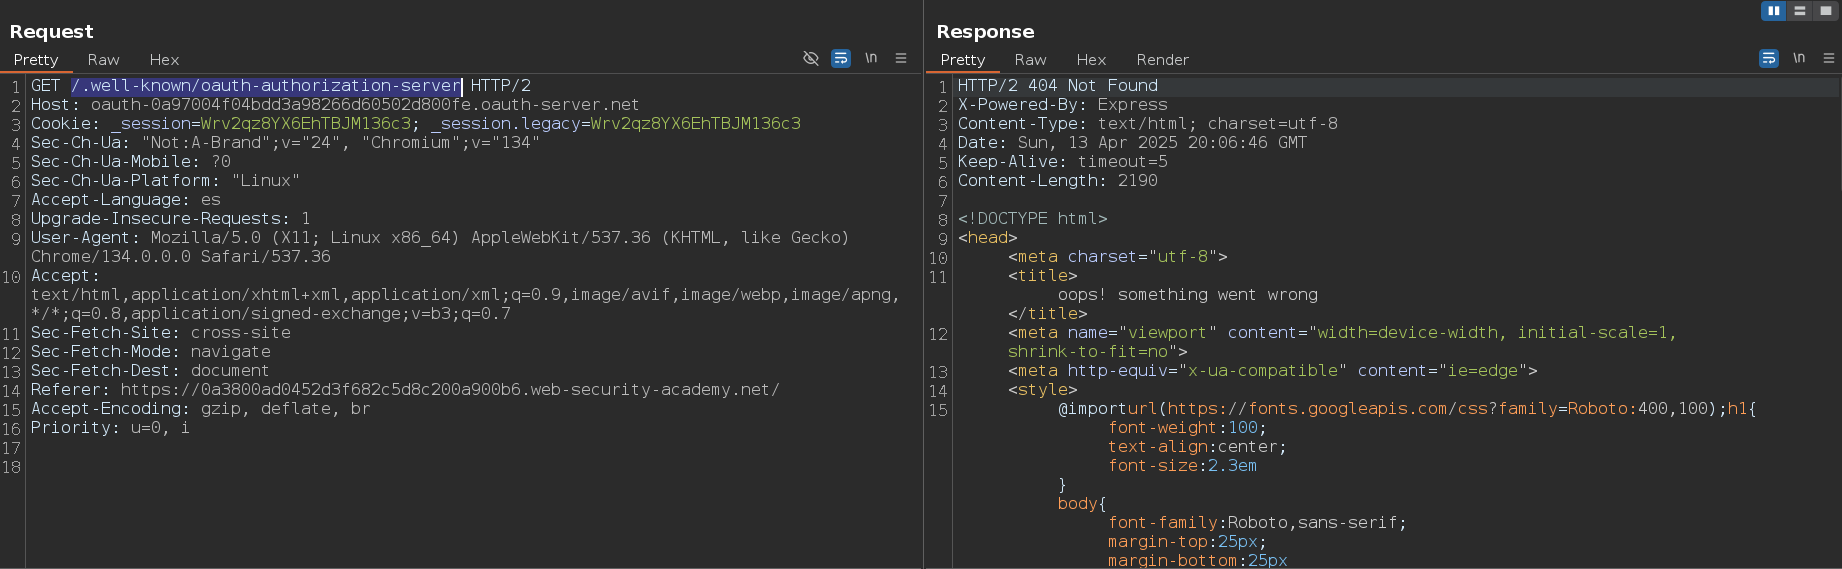 Request
Pretty Raw Hex
\n
1 GET /.well-known/oauth-authorization-server HTTP/2
2 Host: oauth-0a97004f04bdd3a98266d60502d800fe.oauth-server.net
3 Cookie: _session=Wrv2qz8YX6EhTBJM136c3; _session.legacy=Wrv2qz8YX6EhTBJM136c3
4 Sec-Ch-Ua: "Not:A-Brand";v="24", "Chromium";v="134"
5 Sec-Ch-Ua-Mobile: ?0
6 Sec-Ch-Ua-Platform: "Linux"
7 Accept-Language: es
8 Upgrade-Insecure-Requests: 1
9 User-Agent: Mozilla/5.0 (X11; Linux x86_64) AppleWebKit/537.36 (KHTML, like Gecko)
Chrome/134.0.0.0 Safari/537.36
10 Accept:
text/html,application/xhtml+xml,application/xml;q=0.9,image/avif,image/webp,image/apng,
*/*;q=0.8,application/signed-exchange;v=b3;q=0.7
11 Sec-Fetch-Site: cross-site
12 Sec-Fetch-Mode: navigate
13 Sec-Fetch-Dest: document
14 Referer: https://0a3800ad0452d3f682c5d8c200a900b6.web-security-academy.net/
15 Accept-Encoding: gzip, deflate, br
16 Priority: u=0, i
17
18
Response
Pretty Raw Hex Render
\n
1 HTTP/2 404 Not Found
2 X-Powered-By: Express
3 Content-Type: text/html; charset=utf-8
4 Date: Sun, 13 Apr 2025 20:06:46 GMT
5 Keep-Alive: timeout=5
6 Content-Length: 2190
7
8 <!DOCTYPE html>
9 <head>
10 <meta charset="utf-8">
11 <title>
oops! something went wrong
</title>
12 <meta name="viewport" content="width=device-width, initial-scale=1,
shrink-to-fit=no">
13 <meta http-equiv="x-ua-compatible" content="ie=edge">
14 <style>
15 @importurl(https://fonts.googleapis.com/css?family=Roboto:400,100);h1{
font-weight:100;
text-align:center;
font-size:2.3em
}
body{
font-family:Roboto,sans-serif;
margin-top:25px;
margin-bottom:25px